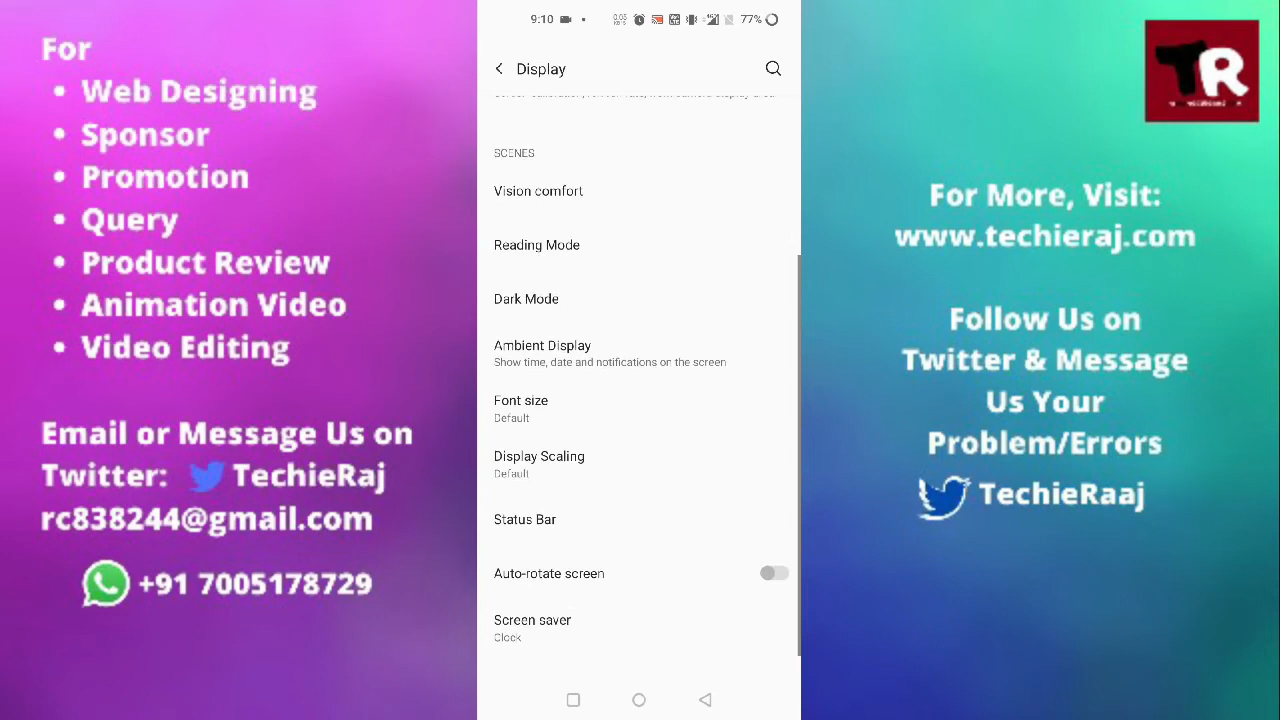 For
• Web Designing
• Sponsor
• Promotion
• Query
• Product Review
• Animation Video
• Video Editing
Email or Message Us on
Twitter: TechieRaj
rc838244@gmail.com
+91 7005178729
9:10
77%
Display
SCENES
Vision comfort
Reading Mode
Dark Mode
Ambient Display
Show time, date and notifications on the screen
Font size
Default
Display Scaling
Default
Status Bar
Auto-rotate screen
Screen saver
Clock
TR
For More, Visit:
www.techieraj.com
Follow Us on
Twitter & Message
Us Your
Problem/Errors
TechieRaaj